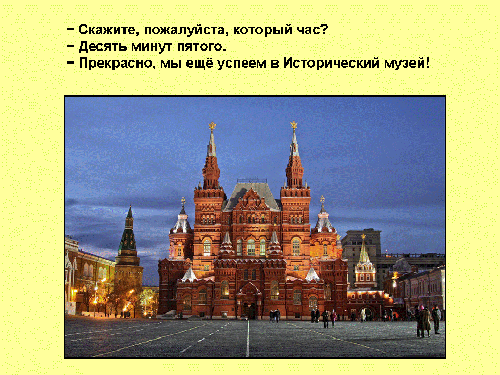 − Скажите, пожалуйста, который час?
− Десять минут пятого.
− Прекрасно, мы ещё успеем в Исторический музей!